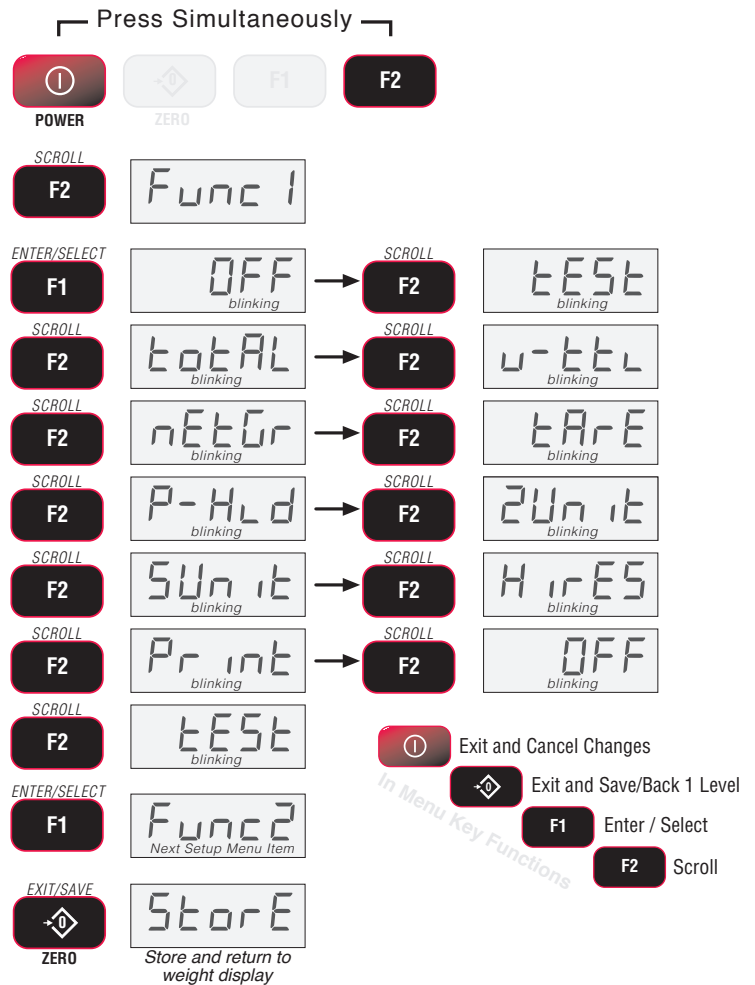 Press Simultaneously
F1 F2
POWER ZERO
SCROLL
F2 Func 1
ENTER/SELECT SCROLL
F1 OFF F2 tESt
blinking blinking
SCROLL SCROLL
F2 totAL F2 v-ttL
blinking blinking
SCROLL SCROLL
F2 nEtGr F2 tArE
blinking blinking
SCROLL SCROLL
F2 P-HLd F2 2Unit
blinking blinking
SCROLL SCROLL
F2 SUnit F2 HirES
blinking blinking
SCROLL SCROLL
F2 Print F2 OFF
blinking blinking
SCROLL
F2 tESt
blinking
Exit and Cancel Changes
Exit and Save/Back 1 Level
F1 Enter / Select
F2 Scroll
In Menu Key Functions
ENTER/SELECT
F1 Func2
Next Setup Menu Item
EXIT/SAVE
0 StorE
ZERO
Store and return to
weight display